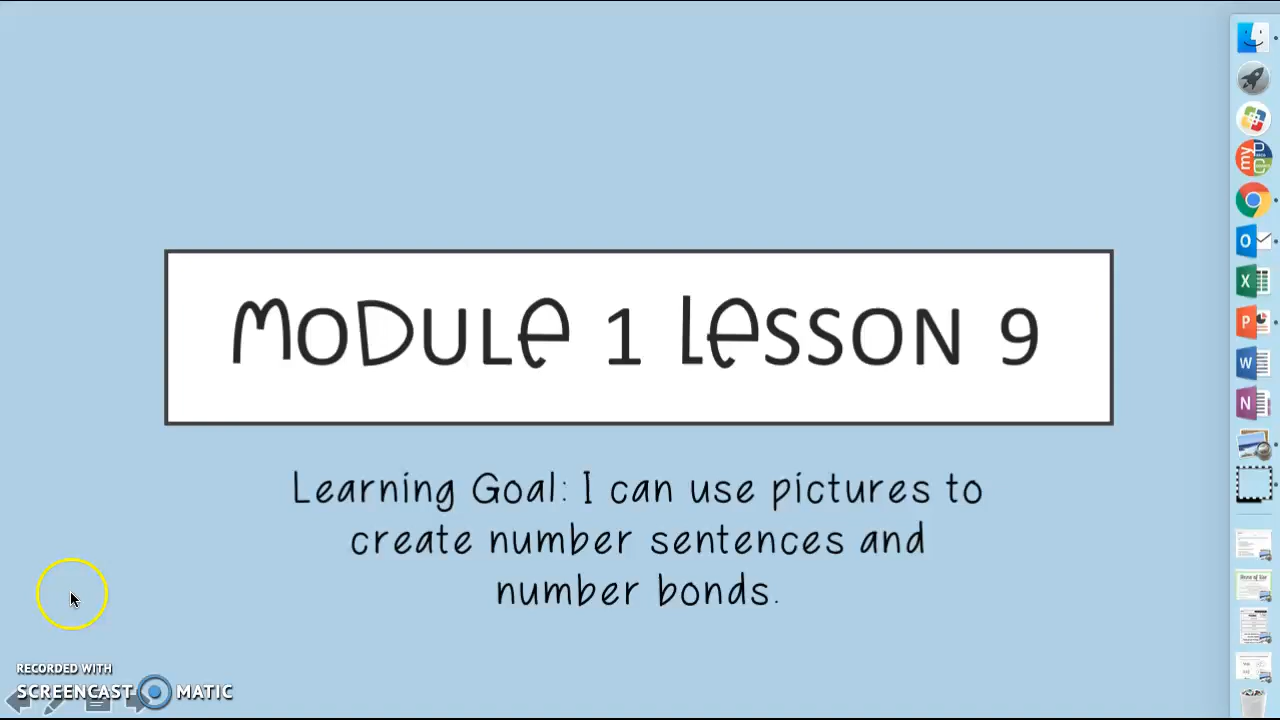 Module 1 Lesson 9
Learning Goal: I can use pictures to
create number sentences and
number bonds.
RECORDED WITH
SCREENCAST MATIC